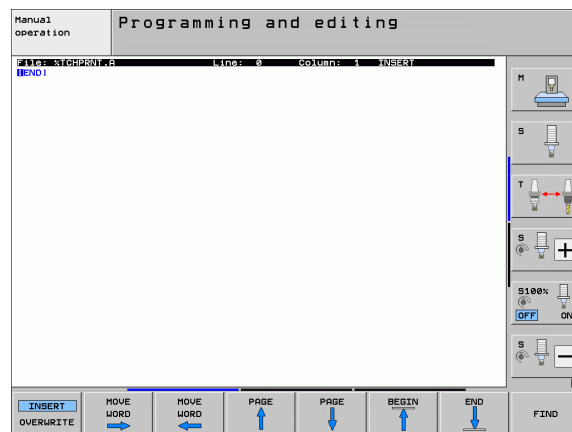 Manual
operation
Programming and editing
File: %TCHPRNT.A Line: 0 Column: 1 INSERT
[END]
M
S
T
S
S100%
OFF ON
S
INSERT
OVERWRITE
MOVE
WORD
MOVE
WORD
PAGE
PAGE
BEGIN
END
FIND